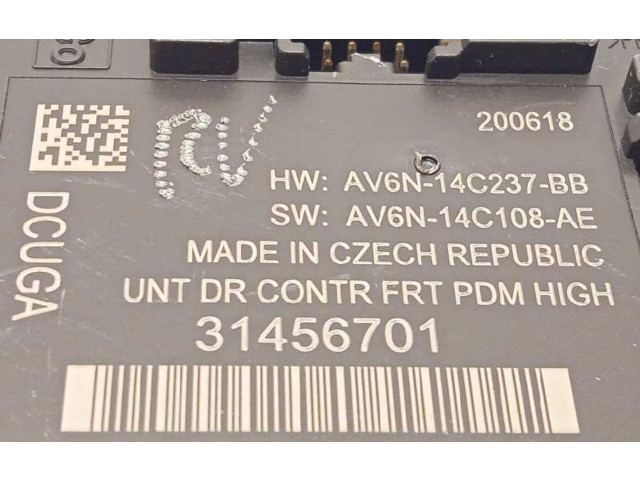 200618
HW: AV6N-14C237-BB
SW: AV6N-14C108-AE
MADE IN CZECH REPUBLIC
UNT DR CONTR FRT PDM HIGH
31456701
DCUGA